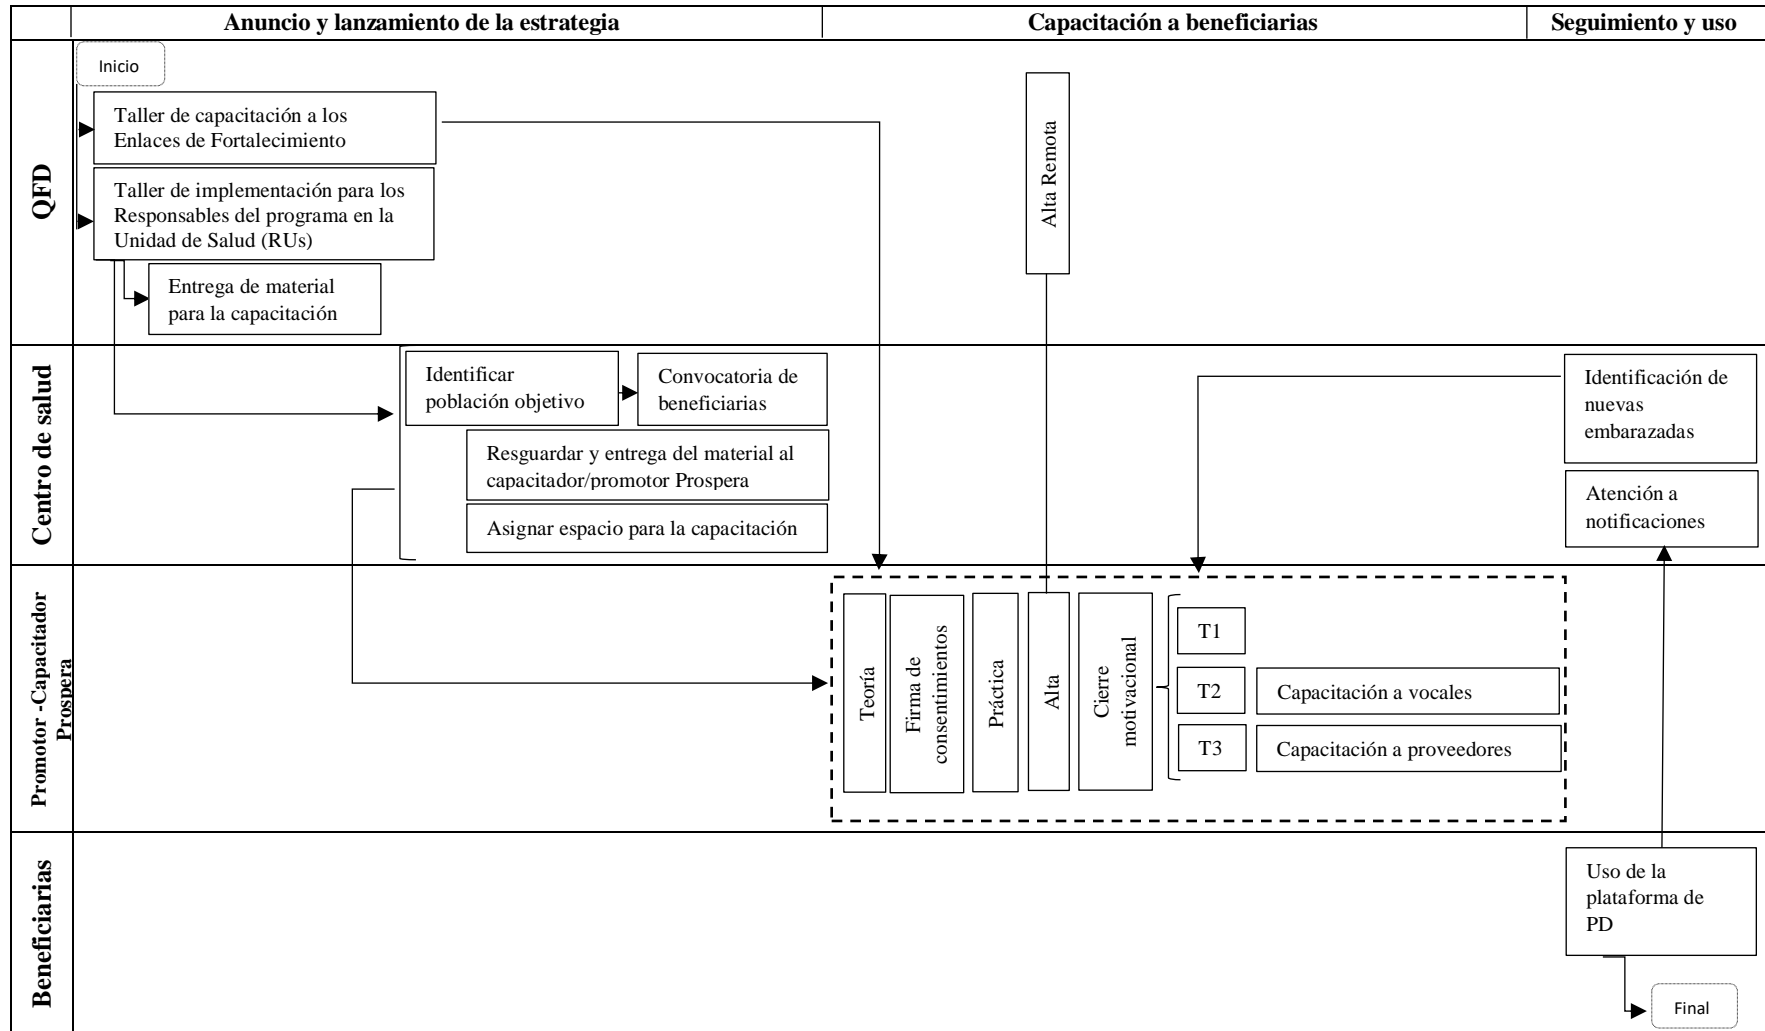 Anuncio y lanzamiento de la estrategia
Capacitación a beneficiarias
Seguimiento y uso
QFD
Inicio
Taller de capacitación a los
Enlaces de Fortalecimiento
Taller de implementación para los
Responsables del programa en la
Unidad de Salud (RUs)
Entrega de material
para la capacitación
Alta Remota
Centro de salud
Identificar
población objetivo
Convocatoria de
beneficiarias
Resguardar y entrega del material al
capacitador/promotor Prospera
Asignar espacio para la capacitación
Identificación de
nuevas
embarazadas
Atención a
notificaciones
Promotor -Capacitador
Prospera
Teoría
Firma de
consentimientos
Práctica
Alta
Cierre
motivacional
T1
T2
Capacitación a vocales
T3
Capacitación a proveedores
Beneficiarias
Uso de la
plataforma de
PD
Final